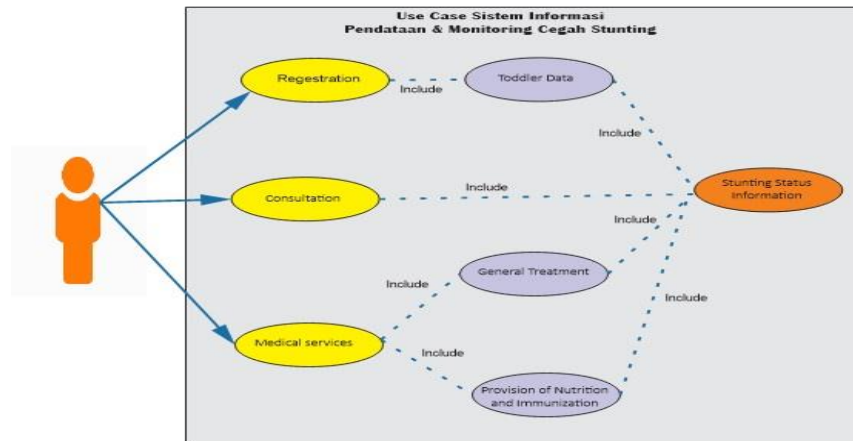 Use Case Sistem Informasi
Pendataan & Monitoring Cegah Stunting
Regestration
Include
Toddler Data
Include
Consultation
Include
Stunting Status
Information
Include
General Treatment
Include
Include
Medical services
Include
Provision of Nutrition
and Immunization